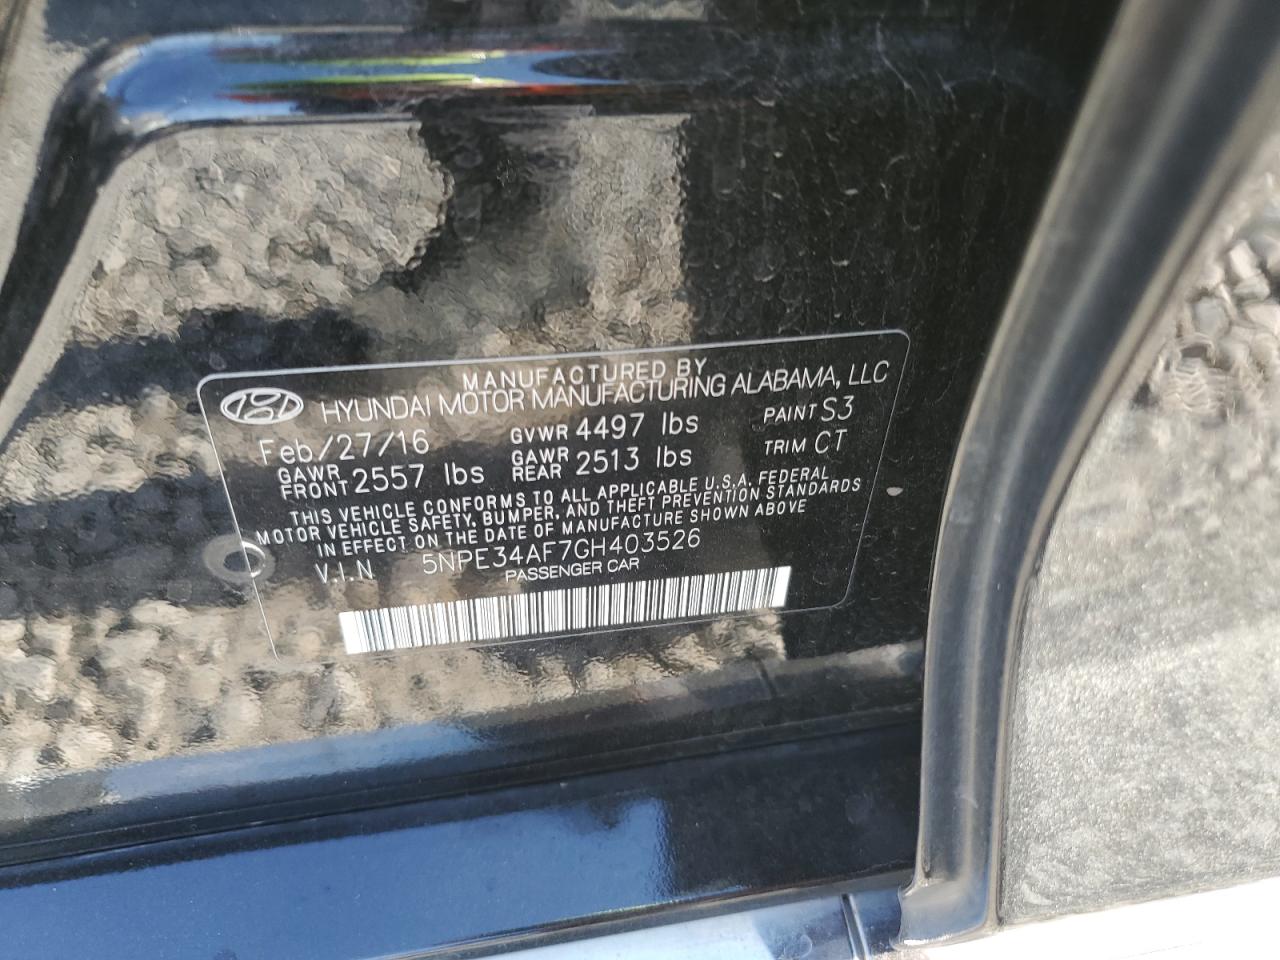 MANUFACTURED BY
HYUNDAI MOTOR MANUFACTURING ALABAMA, LLC
Feb/27/16 GVWR 4497 lbs PAINT S3
GAWR FRONT 2557 lbs GAWR REAR 2513 lbs TRIM CT
THIS VEHICLE CONFORMS TO ALL APPLICABLE U.S.A. FEDERAL
MOTOR VEHICLE SAFETY, BUMPER, AND THEFT PREVENTION STANDARDS
IN EFFECT ON THE DATE OF MANUFACTURE SHOWN ABOVE
V.I.N 5NPE34AF7GH403526
PASSENGER CAR